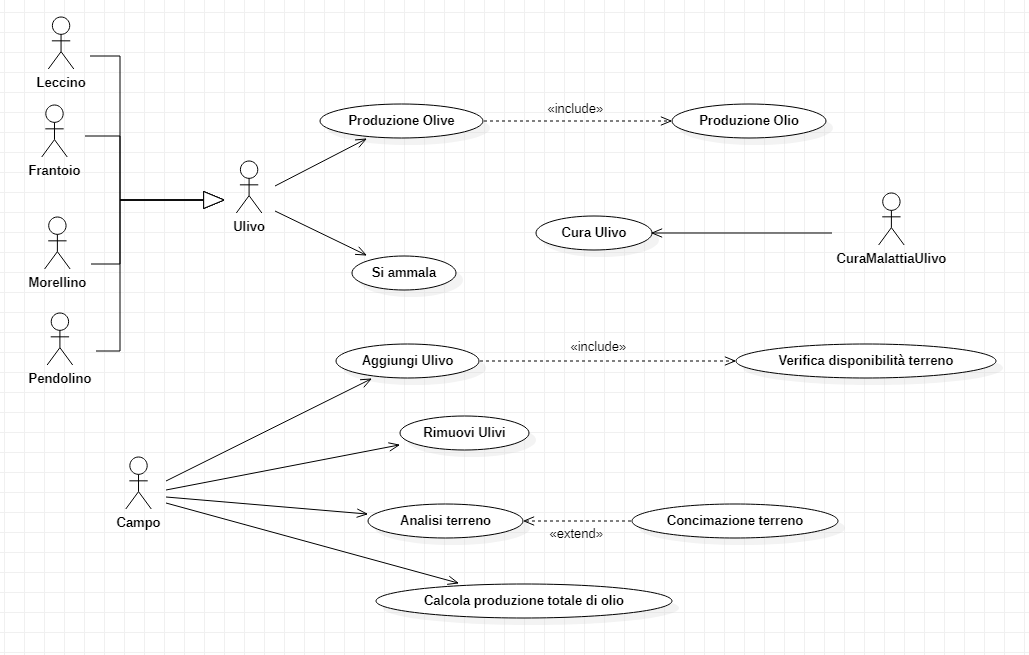 Leccino
Frantoio
Morellino
Pendolino
Ulivo
Produzione Olive
«include»
Produzione Olio
Si ammala
Cura Ulivo
CuraMalattiaUlivo
Campo
Aggiungi Ulivo
«include»
Verifica disponibilità terreno
Rimuovi Ulivi
Analisi terreno
«extend»
Concimazione terreno
Calcola produzione totale di olio